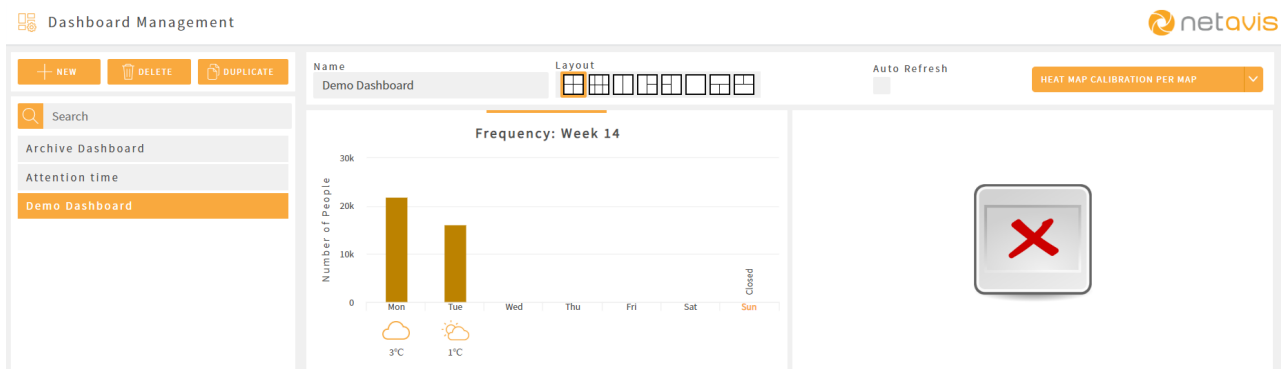 Dashboard Management
netavis
NEW
DELETE
DUPLICATE
Search
Archive Dashboard
Attention time
Demo Dashboard
Name
Demo Dashboard
Layout
Auto Refresh
HEAT MAP CALIBRATION PER MAP
Frequency: Week 14
Number of People
30k
20k
10k
0
Closed
Mon Tue Wed Thu Fri Sat Sun
3°C 1°C